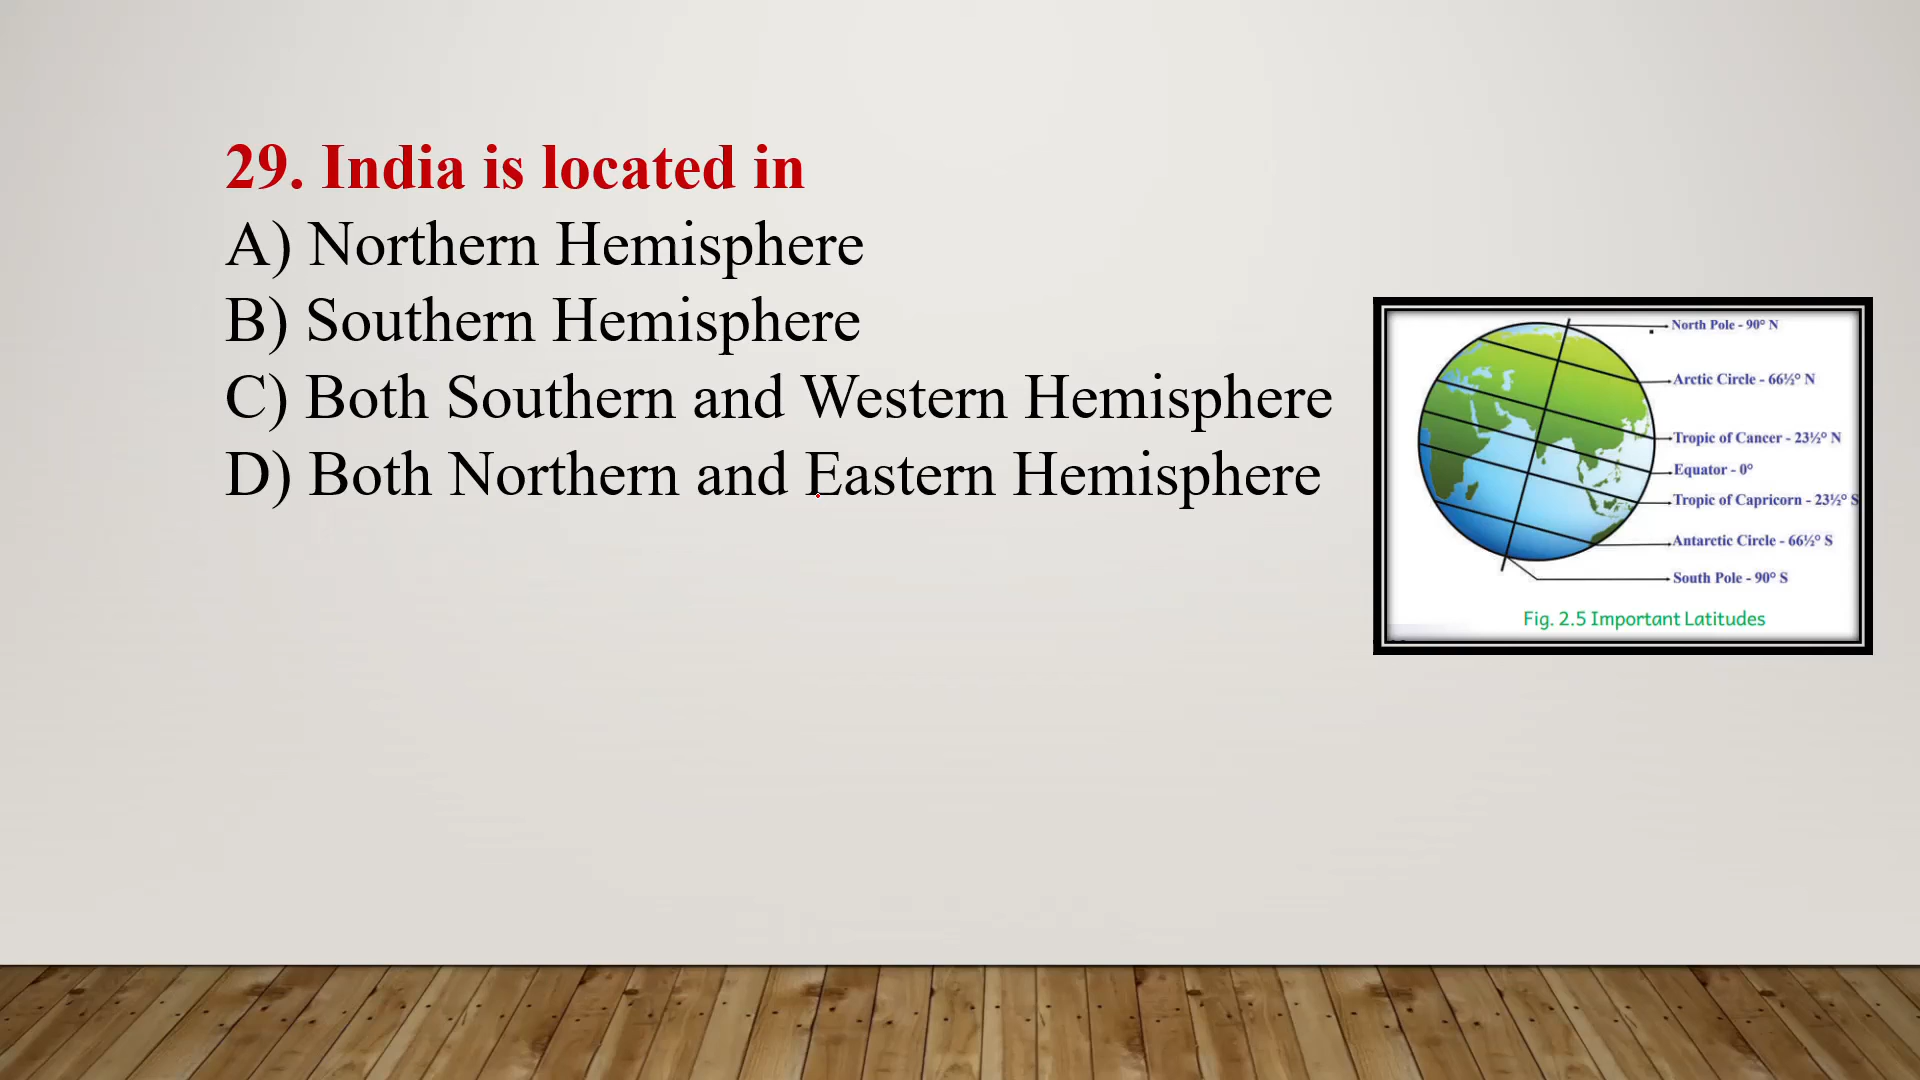 29. India is located in
A) Northern Hemisphere
B) Southern Hemisphere
C) Both Southern and Western Hemisphere
D) Both Northern and Eastern Hemisphere
North Pole - 90° N
Arctic Circle - 66½° N
Tropic of Cancer - 23½° N
Equator - 0°
Tropic of Capricorn - 23½° S
Antarctic Circle - 66½° S
South Pole - 90° S
Fig. 2.5 Important Latitudes